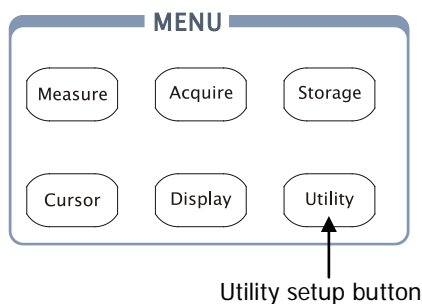 MENU
Measure Acquire Storage
Cursor Display Utility
Utility setup button